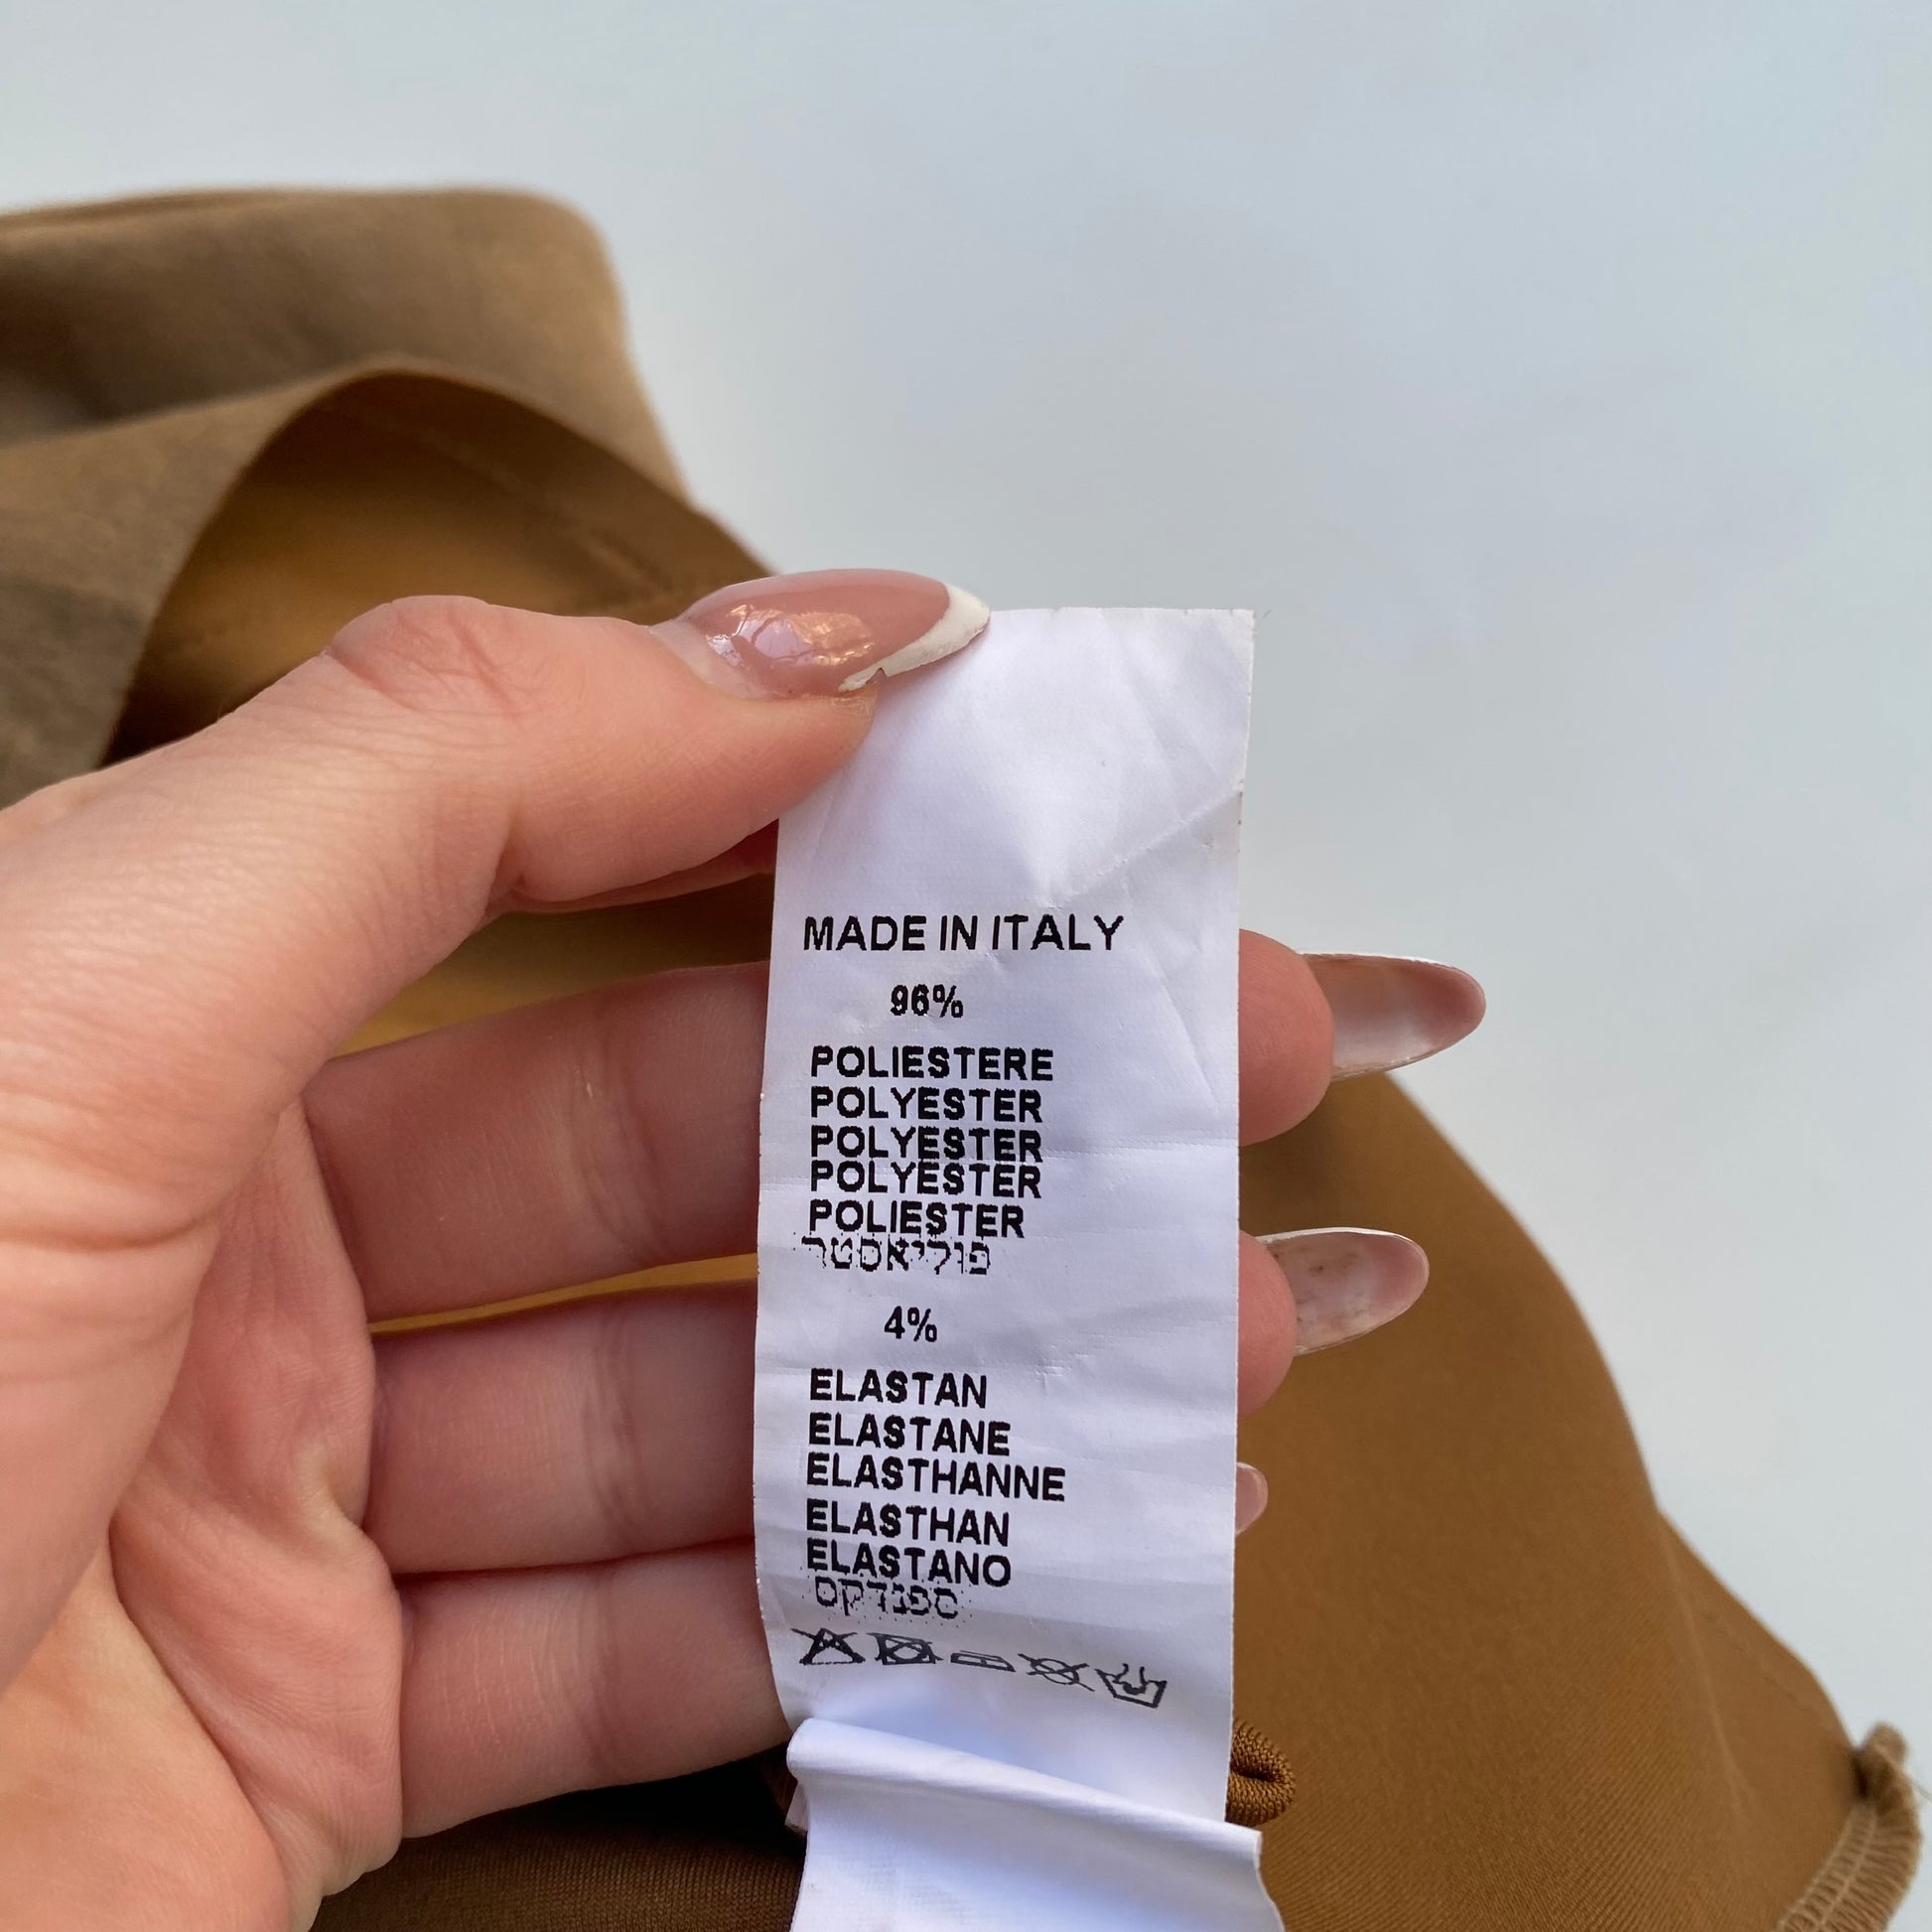 MADE IN ITALY
96%
POLIESTERE
POLYESTER
POLYESTER
POLYESTER
POLIESTER
פוליאסטר
4%
ELASTAN
ELASTANE
ELASTHANNE
ELASTHAN
ELASTANO
ספנדקס